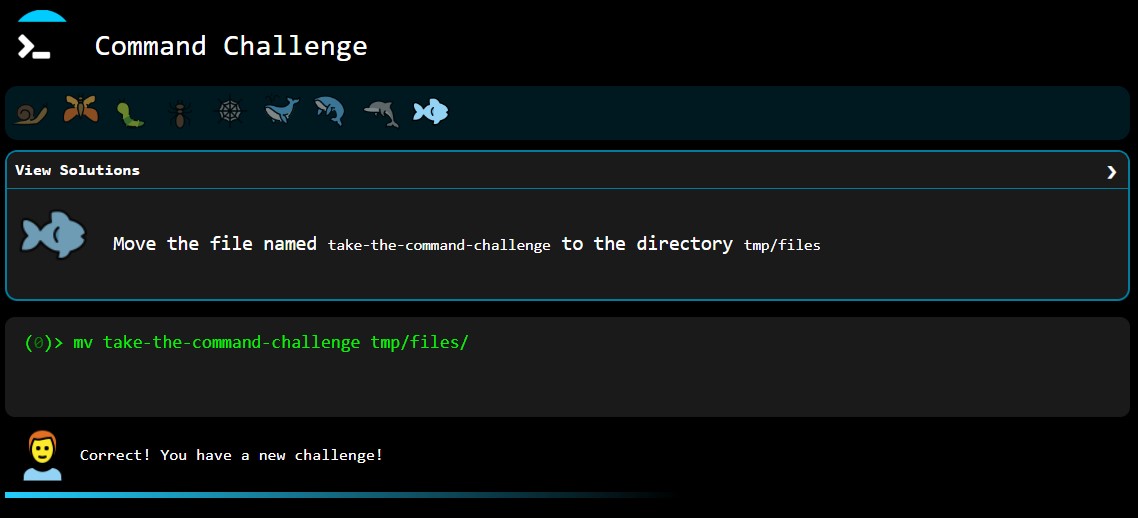 Command Challenge
View Solutions
Move the file named take-the-command-challenge to the directory tmp/files
(0)> mv take-the-command-challenge tmp/files/
Correct! You have a new challenge!